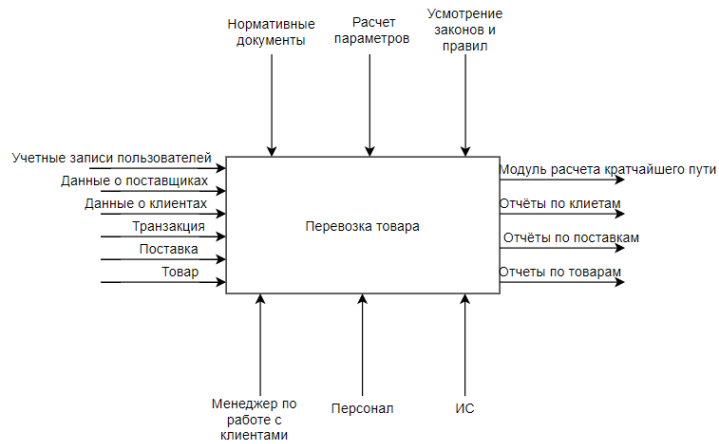 Нормативные
документы
Расчет
параметров
Усмотрение
законов и
правил
Учетные записи пользователей
Данные о поставщиках
Данные о клиентах
Транзакция
Поставка
Товар
Перевозка товара
Модуль расчета кратчайшего пути
Отчёты по клиетам
Отчёты по поставкам
Отчеты по товарам
Менеджер по
работе с
клиентами
Персонал
ИС